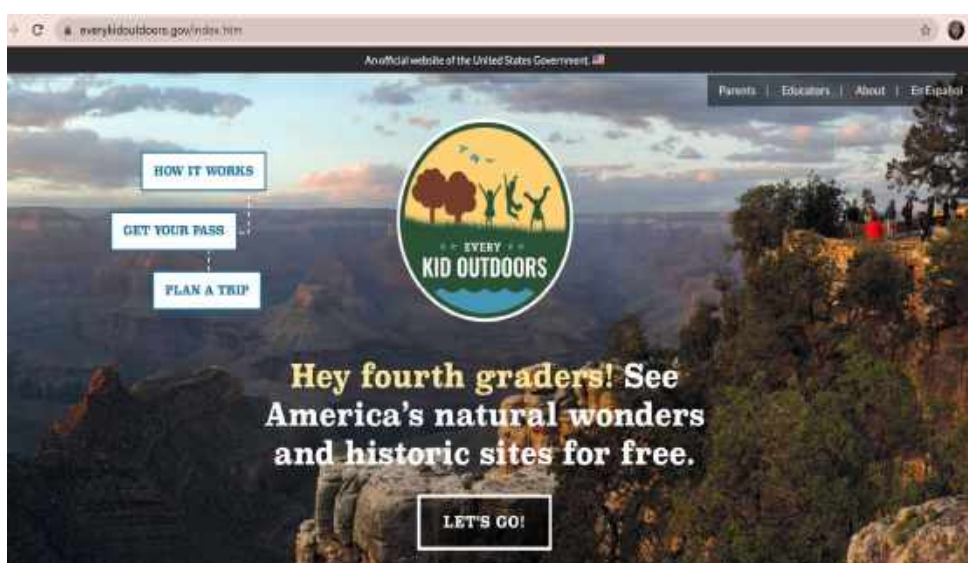 everykidoutdoors.gov/index.htm
An official website of the United States Government.
Parents | Educators | About | En Español
HOW IT WORKS
GET YOUR PASS
PLAN A TRIP
EVERY
KID OUTDOORS
Hey fourth graders! See
America's natural wonders
and historic sites for free.
LET'S GO!